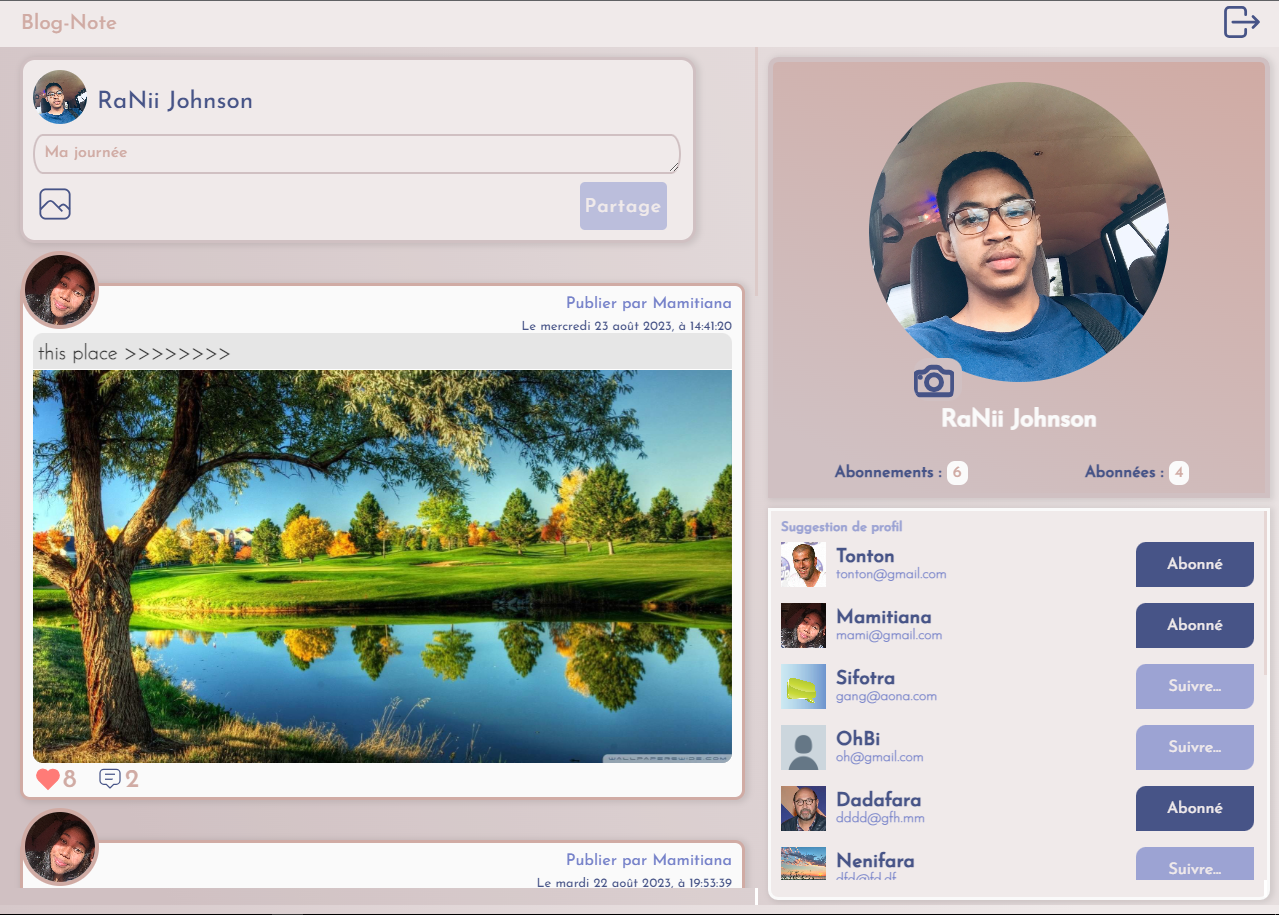 Blog-Note
RaNii Johnson
Ma journée
Partage
Publier par Mamitiana
Le mercredi 23 août 2023, à 14:41:20
this place >>>>>>>>
8
2
Publier par Mamitiana
Le mardi 22 août 2023, à 19:53:39
RaNii Johnson
Abonnements : 6
Abonnées : 4
Suggestion de profil
Tonton
tonton@gmail.com
Abonné
Mamitiana
mami@gmail.com
Abonné
Sifotra
gang@aona.com
Suivre...
OhBi
oh@gmail.com
Suivre...
Dadafara
dddd@gfh.mm
Abonné
Nenifara
dfd@fd.df
Suivre...